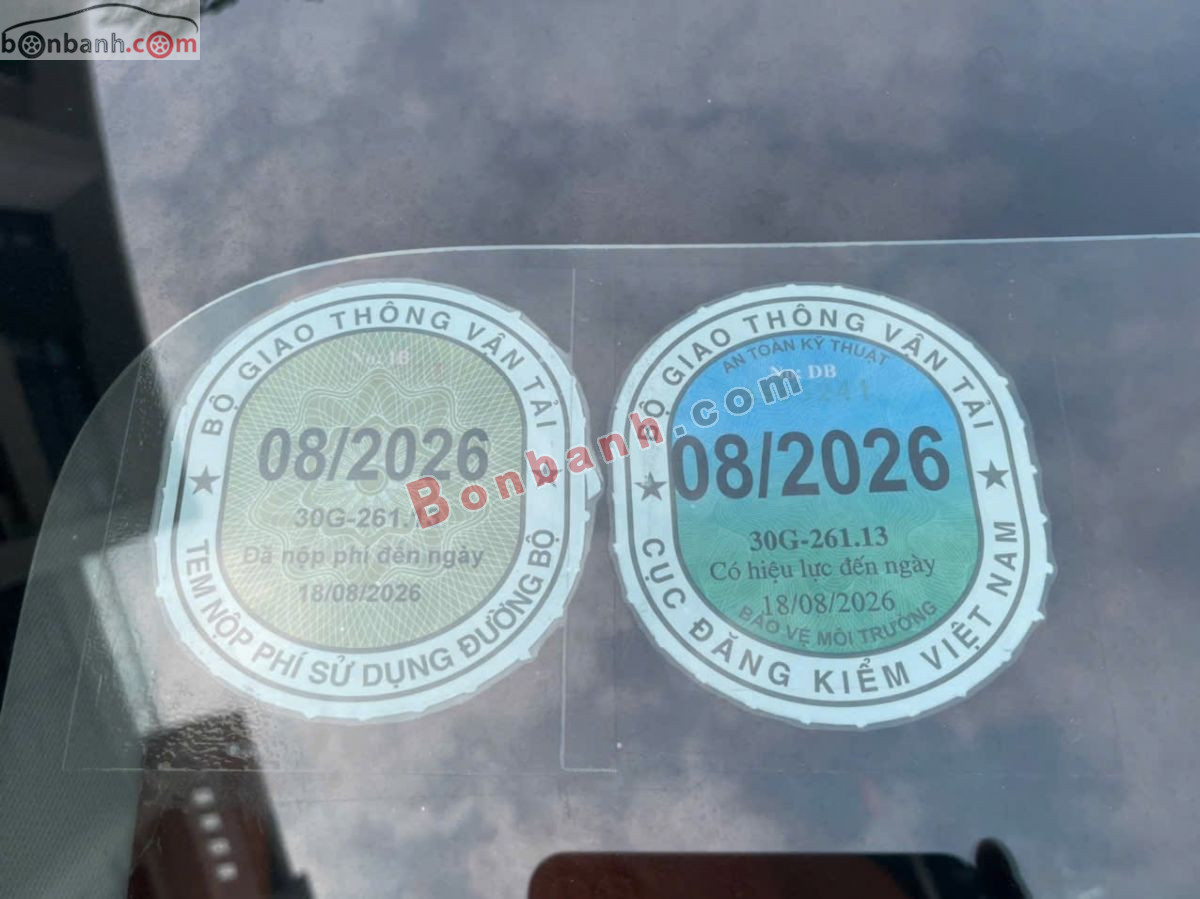 bonbanh.com
BỘ GIAO THÔNG VẬN TẢI
08/2026
Đã nộp phí đến ngày
18/08/2026
TEM NỘP PHÍ SỬ DỤNG ĐƯỜNG BỘ
BỘ GIAO THÔNG VẬN TẢI
AN TOÀN KỸ THUẬT
No: DB
08/2026
30G-261.13
Có hiệu lực đến ngày
18/08/2026
BẢO VỆ MÔI TRƯỜNG
CỤC ĐĂNG KIỂM VIỆT NAM
Bonbanh.com